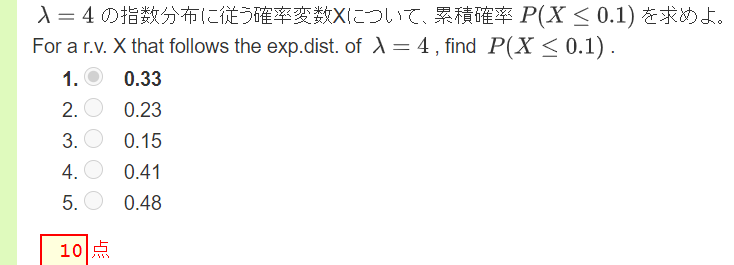 λ = 4 の指数分布に従う確率変数Xについて、累積確率 P(X ≤ 0.1) を求めよ。
For a r.v. X that follows the exp.dist. of λ = 4 , find P(X ≤ 0.1) .
1. 0.33
2. 0.23
3. 0.15
4. 0.41
5. 0.48
10 点